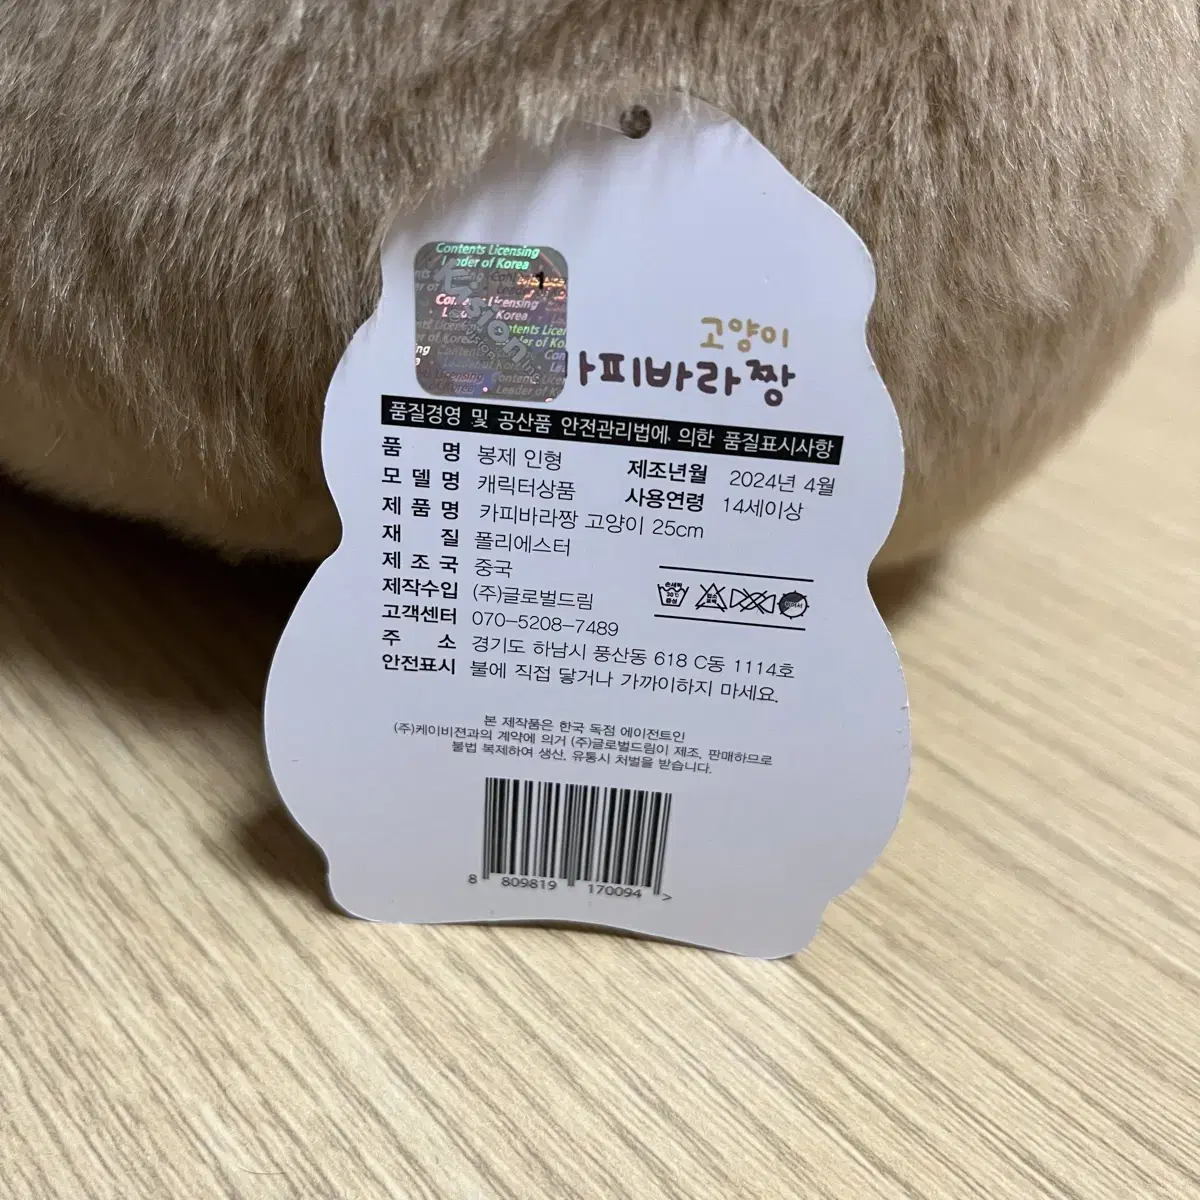 Contents Licensing
Leader of Korea
고양이
카피바라짱
품질경영 및 공산품 안전관리법에 의한 품질표시사항
품 명 봉제 인형 제조년월 2024년 4월
모델명 캐릭터상품 사용연령 14세이상
제품명 카피바라짱 고양이 25cm
재 질 폴리에스터
제조국 중국
제작수입 (주)글로벌드림
고객센터 070-5208-7489
주 소 경기도 하남시 풍산동 618 C동 1114호
안전표시 불에 직접 닿거나 가까이하지 마세요.
본 제작품은 한국 독점 에이전트인
(주)케이비젼과의 계약에 의거 (주)글로벌드림이 제조, 판매하므로
불법 복제하여 생산, 유통시 처벌을 받습니다.
8 809819 170094 >